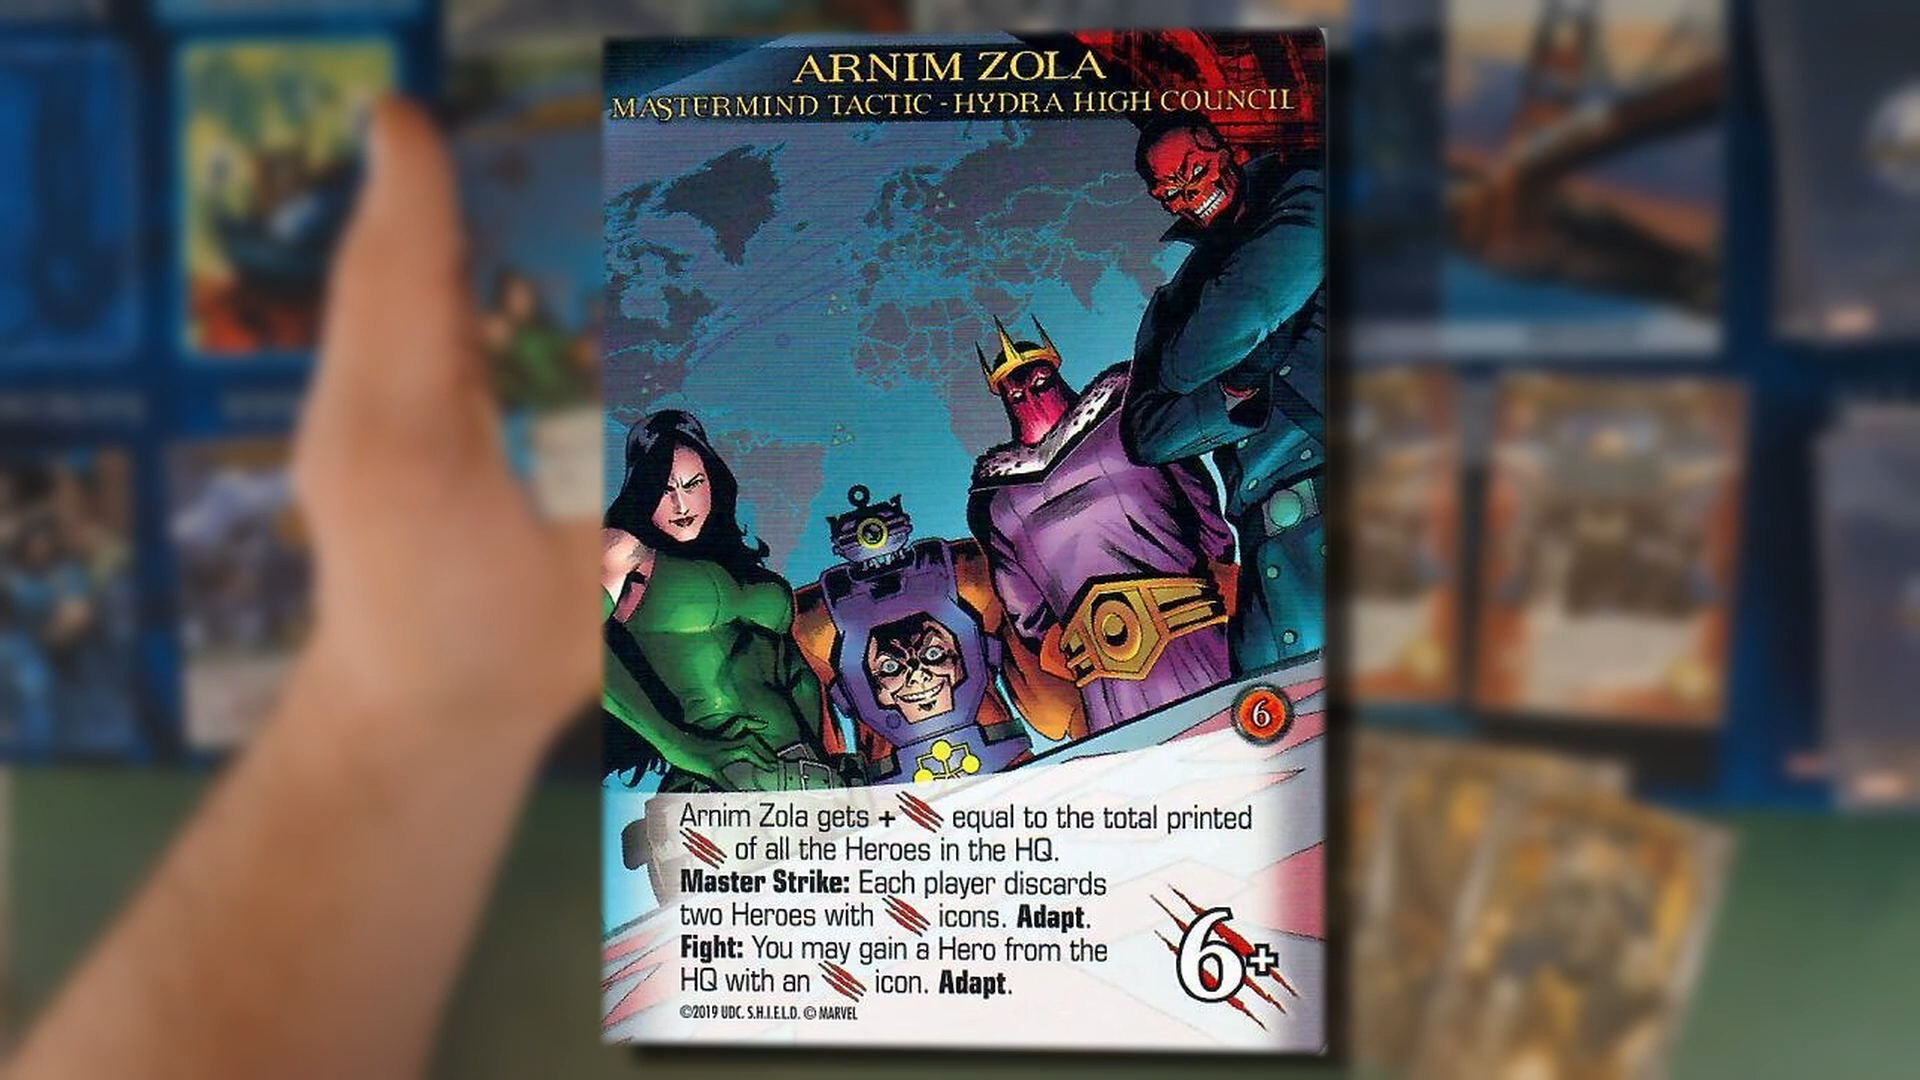 ARNIM ZOLA
MASTERMIND TACTIC - HYDRA HIGH COUNCIL
6
Arnim Zola gets + equal to the total printed
of all the Heroes in the HQ.
Master Strike: Each player discards
two Heroes with icons. Adapt.
Fight: You may gain a Hero from the
HQ with an icon. Adapt.
6+
©2019 UDC. S.H.I.E.L.D. © MARVEL